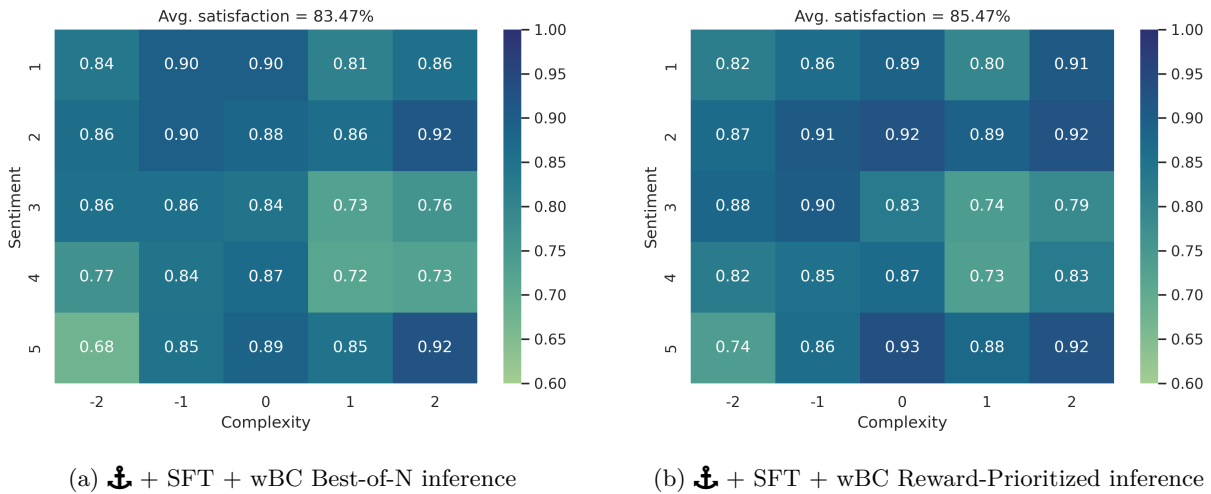 Avg. satisfaction = 83.47%
1 0.84 0.90 0.90 0.81 0.86
2 0.86 0.90 0.88 0.86 0.92
3 0.86 0.86 0.84 0.73 0.76
4 0.77 0.84 0.87 0.72 0.73
5 0.68 0.85 0.89 0.85 0.92
-2 -1 0 1 2
Sentiment
Complexity
1.00
0.95
0.90
0.85
0.80
0.75
0.70
0.65
0.60
(a) ⚓ + SFT + wBC Best-of-N inference
Avg. satisfaction = 85.47%
1 0.82 0.86 0.89 0.80 0.91
2 0.87 0.91 0.92 0.89 0.92
3 0.88 0.90 0.83 0.74 0.79
4 0.82 0.85 0.87 0.73 0.83
5 0.74 0.86 0.93 0.88 0.92
-2 -1 0 1 2
Sentiment
Complexity
1.00
0.95
0.90
0.85
0.80
0.75
0.70
0.65
0.60
(b) ⚓ + SFT + wBC Reward-Prioritized inference